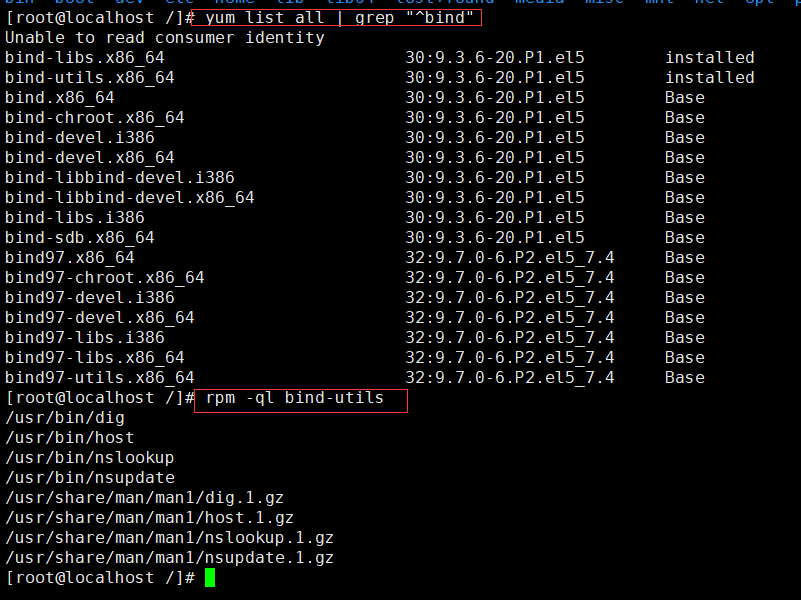 [root@localhost /]# yum list all | grep "^bind"
Unable to read consumer identity
bind-libs.x86_64 30:9.3.6-20.P1.el5 installed
bind-utils.x86_64 30:9.3.6-20.P1.el5 installed
bind.x86_64 30:9.3.6-20.P1.el5 Base
bind-chroot.x86_64 30:9.3.6-20.P1.el5 Base
bind-devel.i386 30:9.3.6-20.P1.el5 Base
bind-devel.x86_64 30:9.3.6-20.P1.el5 Base
bind-libbind-devel.i386 30:9.3.6-20.P1.el5 Base
bind-libbind-devel.x86_64 30:9.3.6-20.P1.el5 Base
bind-libs.i386 30:9.3.6-20.P1.el5 Base
bind-sdb.x86_64 30:9.3.6-20.P1.el5 Base
bind97.x86_64 32:9.7.0-6.P2.el5_7.4 Base
bind97-chroot.x86_64 32:9.7.0-6.P2.el5_7.4 Base
bind97-devel.i386 32:9.7.0-6.P2.el5_7.4 Base
bind97-devel.x86_64 32:9.7.0-6.P2.el5_7.4 Base
bind97-libs.i386 32:9.7.0-6.P2.el5_7.4 Base
bind97-libs.x86_64 32:9.7.0-6.P2.el5_7.4 Base
bind97-utils.x86_64 32:9.7.0-6.P2.el5_7.4 Base
[root@localhost /]# rpm -ql bind-utils
/usr/bin/dig
/usr/bin/host
/usr/bin/nslookup
/usr/bin/nsupdate
/usr/share/man/man1/dig.1.gz
/usr/share/man/man1/host.1.gz
/usr/share/man/man1/nslookup.1.gz
/usr/share/man/man1/nsupdate.1.gz
[root@localhost /]#